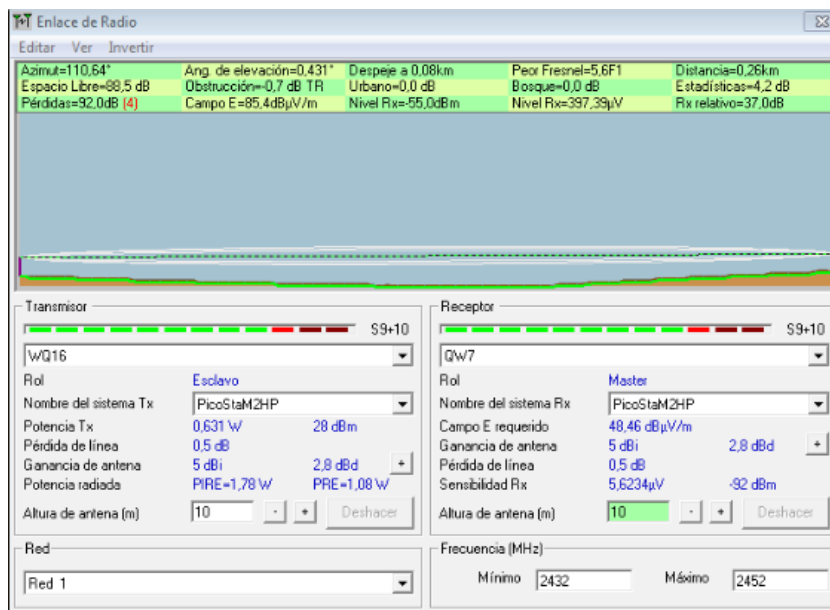 Enlace de Radio
Editar Ver Invertir
Azimut=110,64° Ang. de elevación=0,431° Despeje a 0,08km Peor Fresnel=5,6F1 Distancia=0,26km
Espacio Libre=88,5 dB Obstrucción=-0,7 dB TR Urbano=0,0 dB Bosque=0,0 dB Estadísticas=4,2 dB
Pérdidas=92,0dB (4) Campo E=85,4dBµV/m Nivel Rx=-55,0dBm Nivel Rx=397,39µV Rx relativo=37,0dB
Transmisor
S9+10
WQ16
Rol Esclavo
Nombre del sistema Tx PicoStaM2HP
Potencia Tx 0,631 W 28 dBm
Pérdida de línea 0,5 dB
Ganancia de antena 5 dBi 2,8 dBd +
Potencia radiada PIRE=1,78 W PRE=1,08 W
Altura de antena (m) 10 - + Deshacer
Receptor
S9+10
QW7
Rol Master
Nombre del sistema Rx PicoStaM2HP
Campo E requerido 48,46 dBµV/m
Ganancia de antena 5 dBi 2,8 dBd +
Pérdida de línea 0,5 dB
Sensibilidad Rx 5,6234µV -92 dBm
Altura de antena (m) 10 - + Deshacer
Red
Red 1
Frecuencia (MHz)
Mínimo 2432 Máximo 2452